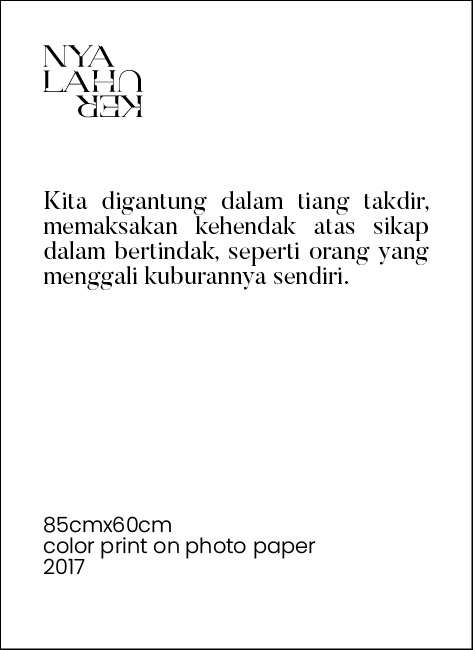 NYA
LAHU
KER
Kita digantung dalam tiang takdir,
memaksakan kehendak atas sikap
dalam bertindak, seperti orang yang
menggali kuburannya sendiri.
85cmx60cm
color print on photo paper
2017